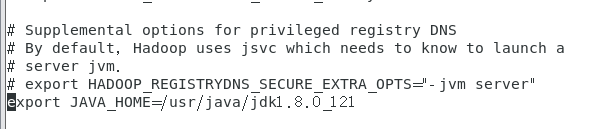 # Supplemental options for privileged registry DNS
# By default, Hadoop uses jsvc which needs to know to launch a
# server jvm.
# export HADOOP_REGISTRYDNS_SECURE_EXTRA_OPTS="-jvm server"
export JAVA_HOME=/usr/java/jdk1.8.0_121